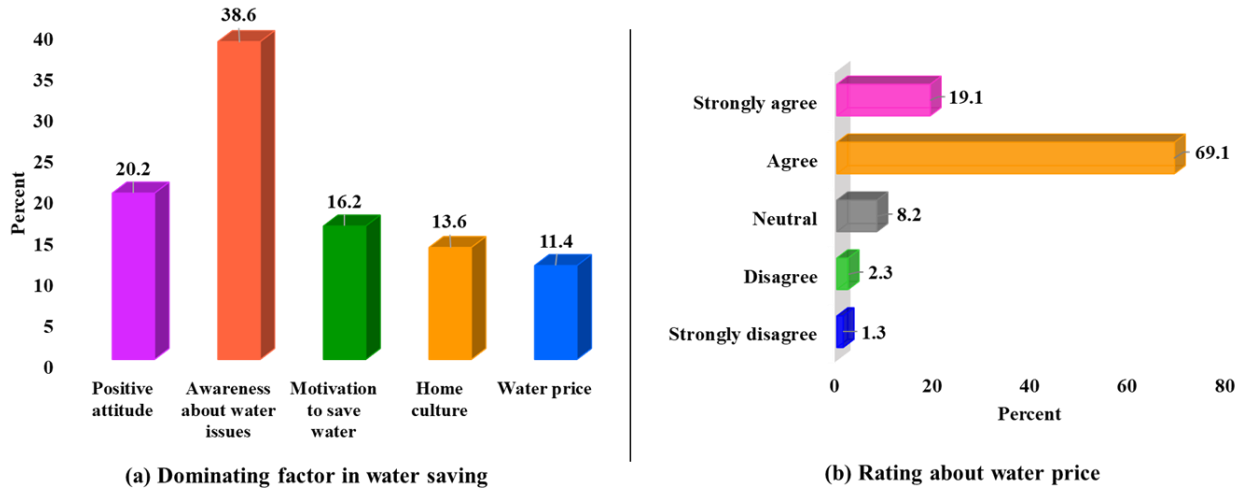 38.6
40
35
30
25
20
15
10
5
0
Percent
20.2
16.2
13.6
11.4
Positive
attitude
Awareness
about water
issues
Motivation
to save
water
Home
culture
Water price
(a) Dominating factor in water saving
Strongly agree
19.1
Agree
69.1
Neutral
8.2
Disagree
2.3
Strongly disagree
1.3
0
20
40
60
80
Percent
(b) Rating about water price